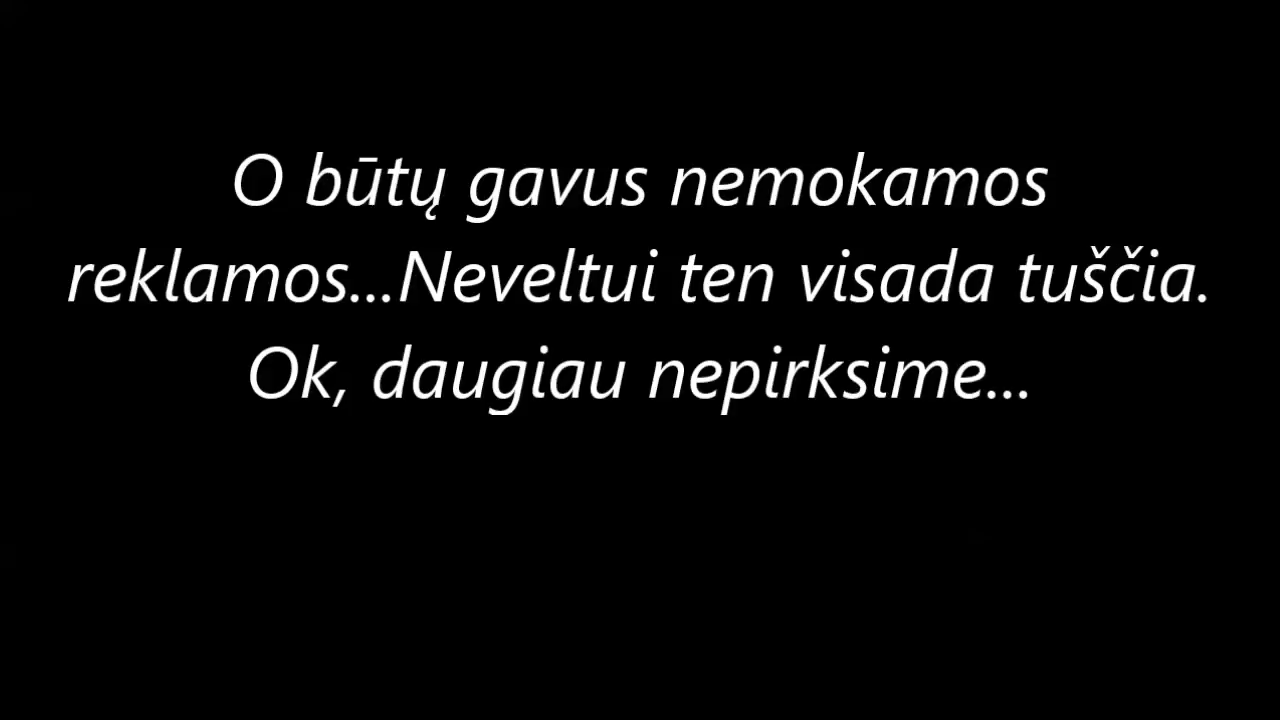 O būtų gavus nemokamos
reklamos...Neveltui ten visada tuščia.
Ok, daugiau nepirksime...